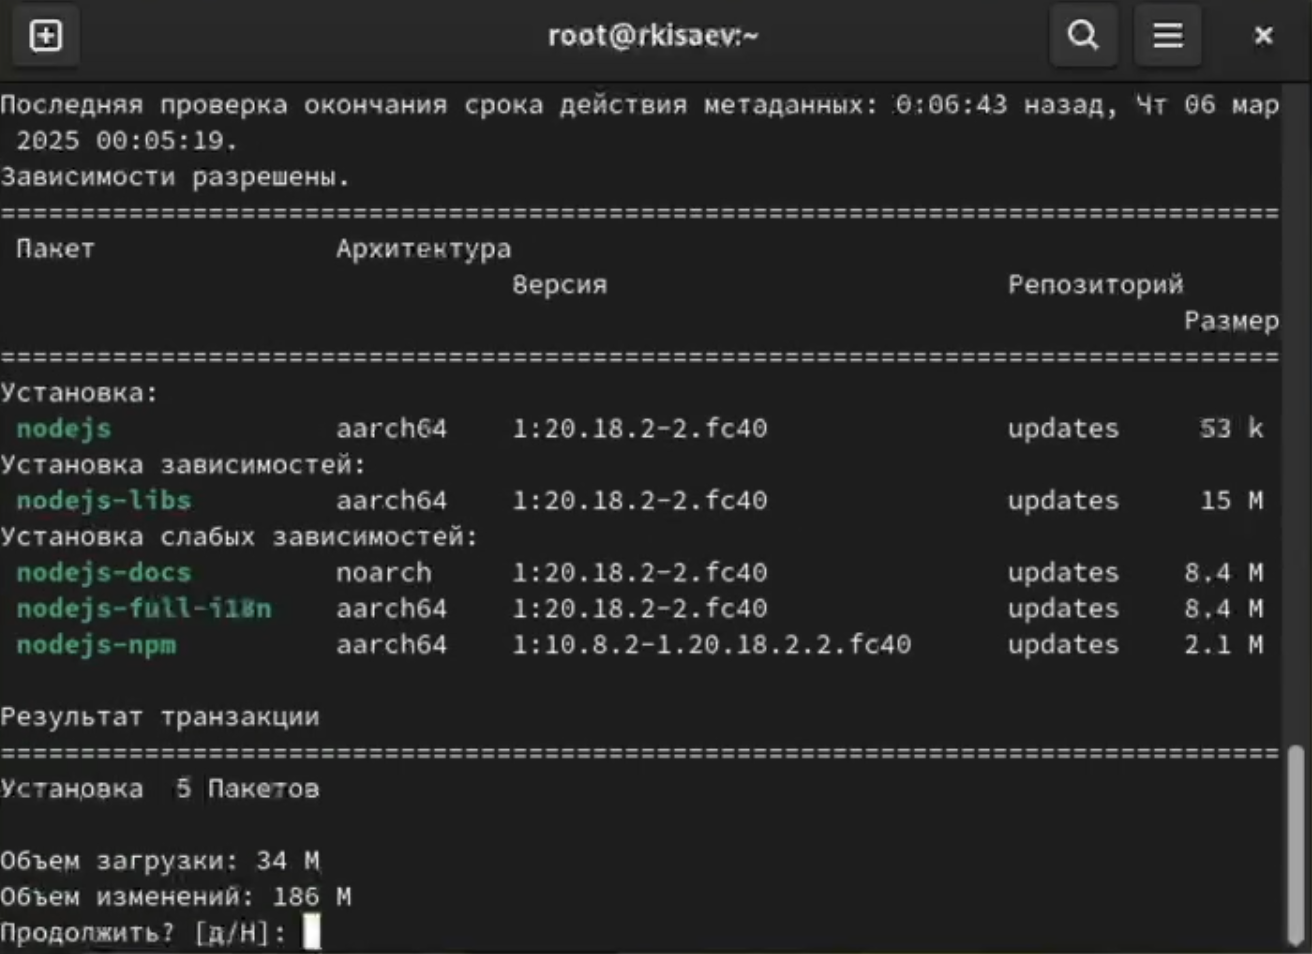 root@rkisaev:~
Последняя проверка окончания срока действия метаданных: 0:06:43 назад, Чт 06 мар
2025 00:05:19.
Зависимости разрешены.
================================================================================
Пакет Архитектура
Версия Репозиторий
Размер
================================================================================
Установка:
nodejs aarch64 1:20.18.2-2.fc40 updates 53 k
Установка зависимостей:
nodejs-libs aarch64 1:20.18.2-2.fc40 updates 15 M
Установка слабых зависимостей:
nodejs-docs noarch 1:20.18.2-2.fc40 updates 8.4 M
nodejs-full-i18n aarch64 1:20.18.2-2.fc40 updates 8.4 M
nodejs-npm aarch64 1:10.8.2-1.20.18.2.2.fc40 updates 2.1 M
Результат транзакции
================================================================================
Установка 5 Пакетов
Объем загрузки: 34 M
Объем изменений: 186 M
Продолжить? [д/Н]: